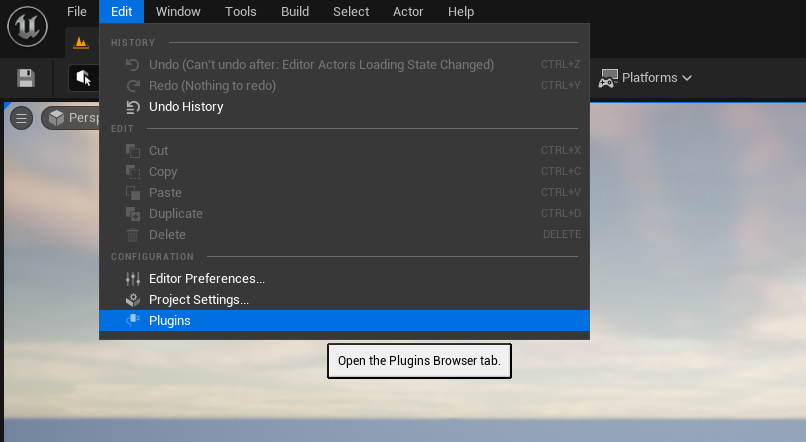 File Edit Window Tools Build Select Actor Help
HISTORY
Undo (Can't undo after: Editor Actors Loading State Changed) CTRL+Z
Redo (Nothing to redo) CTRL+Y
Undo History
Platforms
EDIT
Persp
Cut CTRL+X
Copy CTRL+C
Paste CTRL+V
Duplicate CTRL+D
Delete DELETE
CONFIGURATION
Editor Preferences...
Project Settings...
Plugins
Open the Plugins Browser tab.